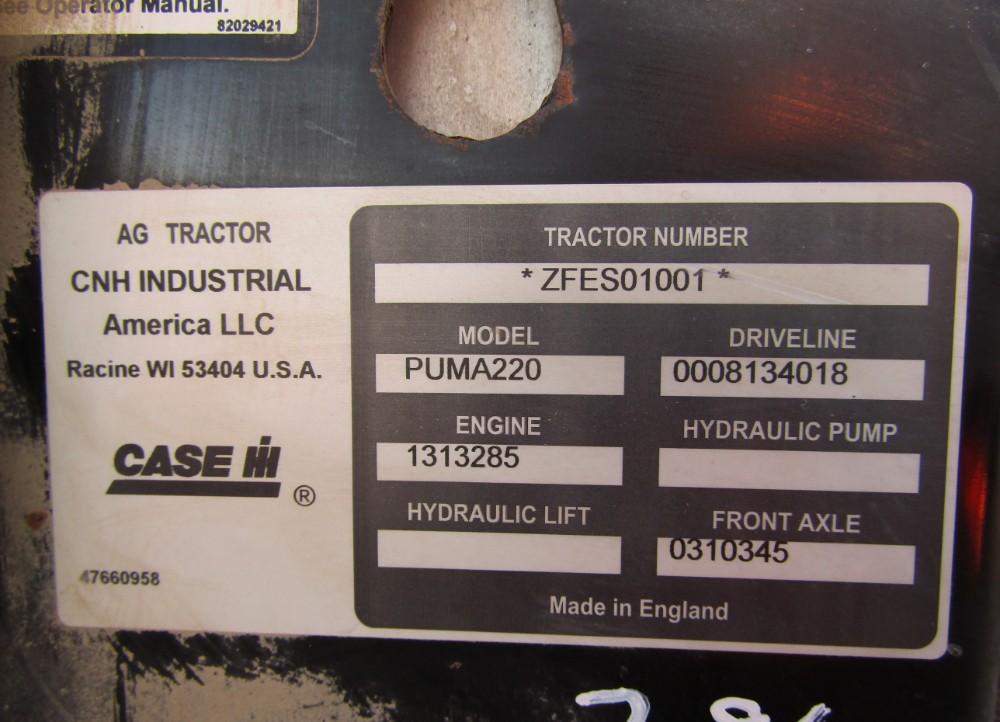 See Operator Manual.
82029421
AG TRACTOR
CNH INDUSTRIAL
America LLC
Racine WI 53404 U.S.A.
CASE IH ®
47660958
TRACTOR NUMBER
* ZFES01001 *
MODEL
PUMA220
DRIVELINE
0008134018
ENGINE
1313285
HYDRAULIC PUMP
HYDRAULIC LIFT
FRONT AXLE
0310345
Made in England